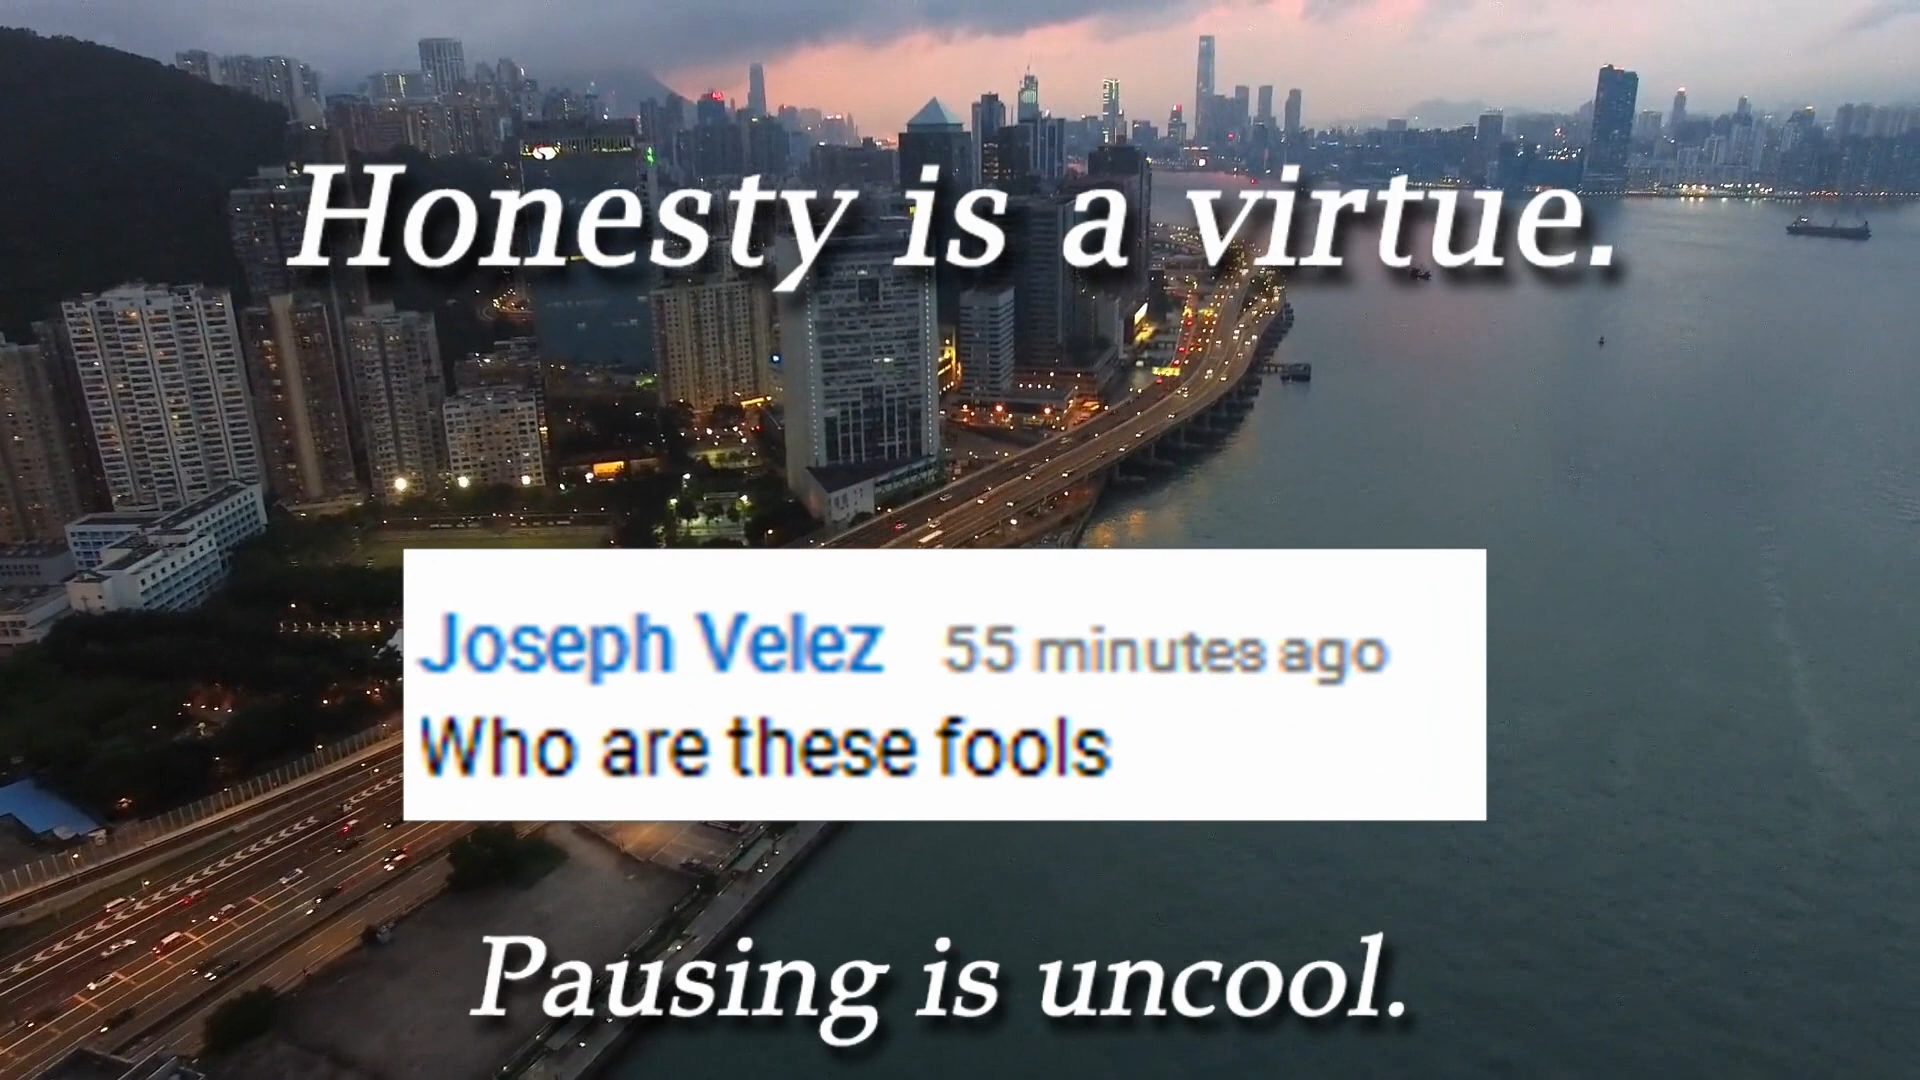 Honesty is a virtue.
Joseph Velez 55 minutes ago
Who are these fools
Pausing is uncool.